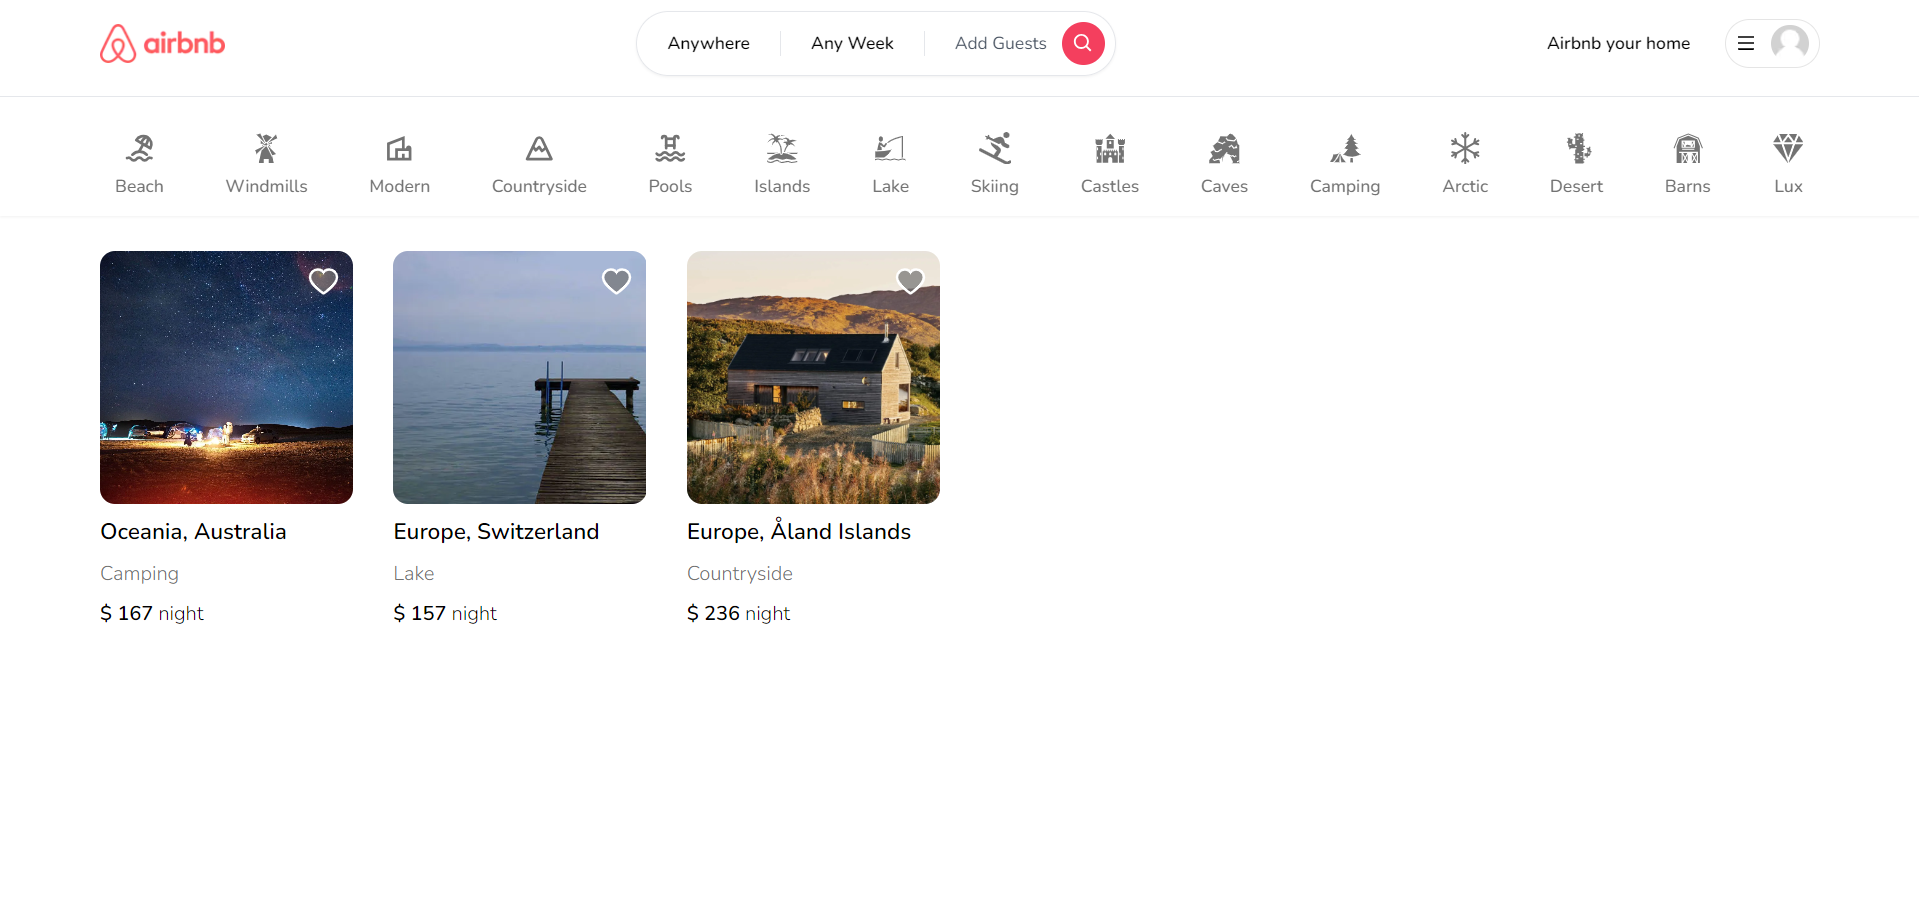 airbnb
Anywhere
Any Week
Add Guests
Airbnb your home
Beach
Windmills
Modern
Countryside
Pools
Islands
Lake
Skiing
Castles
Caves
Camping
Arctic
Desert
Barns
Lux
Oceania, Australia
Camping
$ 167 night
Europe, Switzerland
Lake
$ 157 night
Europe, Åland Islands
Countryside
$ 236 night